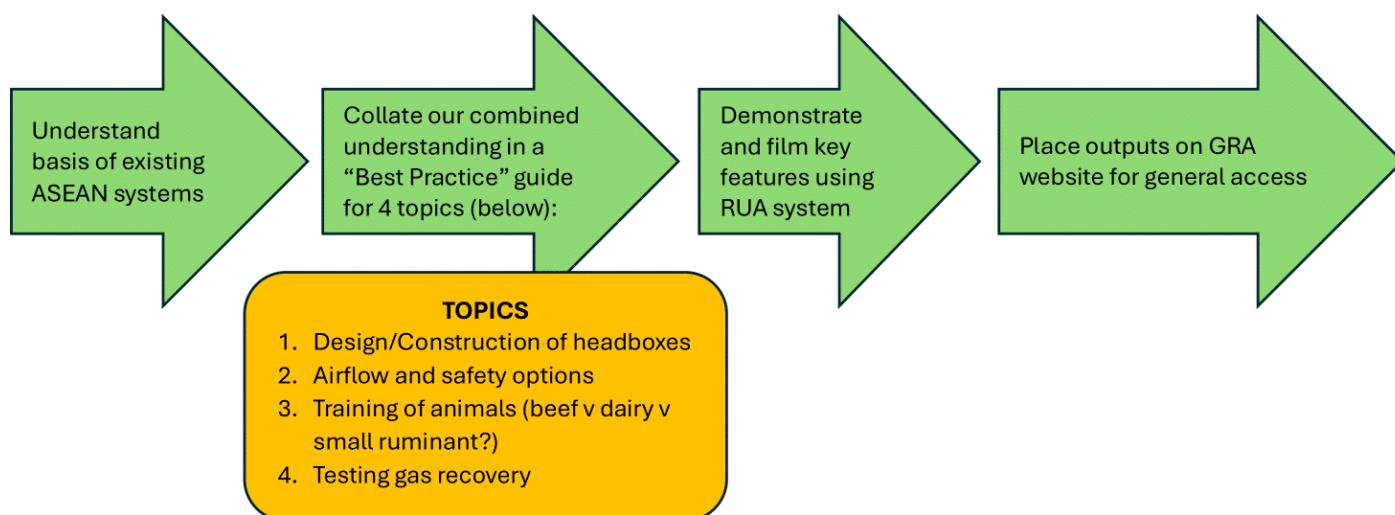 Understand
basis of existing
ASEAN systems
Collate our combined
understanding in a
“Best Practice” guide
for 4 topics (below):
Demonstrate
and film key
features using
RUA system
Place outputs on GRA
website for general access
TOPICS
1. Design/Construction of headboxes
2. Airflow and safety options
3. Training of animals (beef v dairy v
small ruminant?)
4. Testing gas recovery